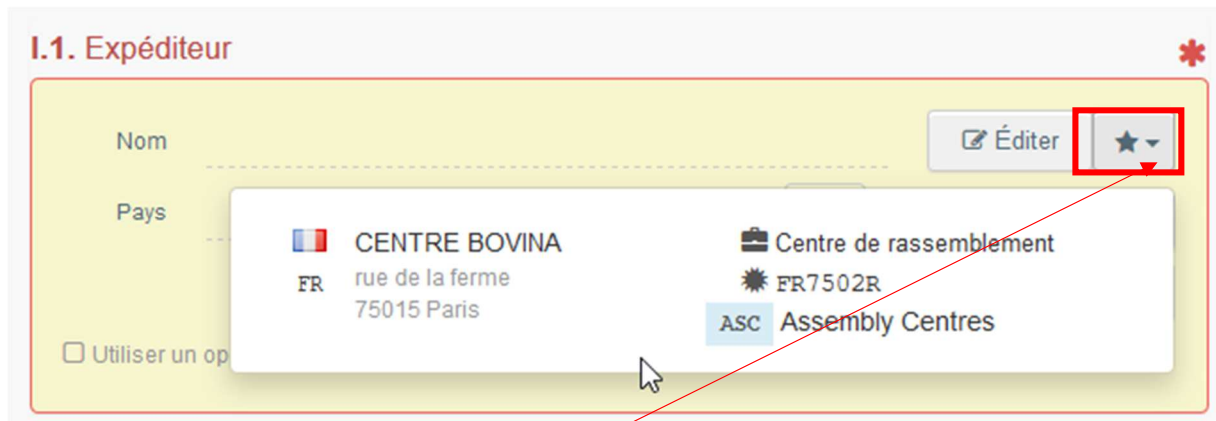 I.1. Expéditeur
Nom
Éditer
Pays
CENTRE BOVINA
Centre de rassemblement
FR
rue de la ferme
FR7502R
75015 Paris
ASC Assembly Centres
Utiliser un op